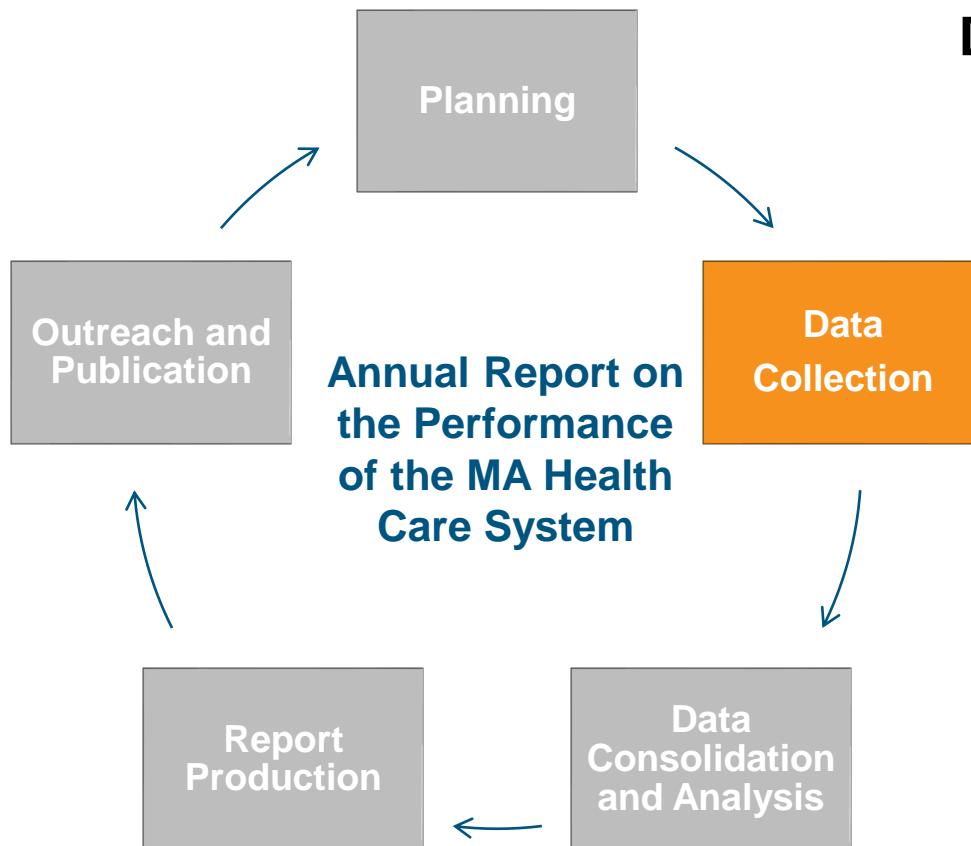 Planning
Data
Collection
Data
Consolidation
and Analysis
Report
Production
Outreach and
Publication
Annual Report on
the Performance
of the MA Health
Care System